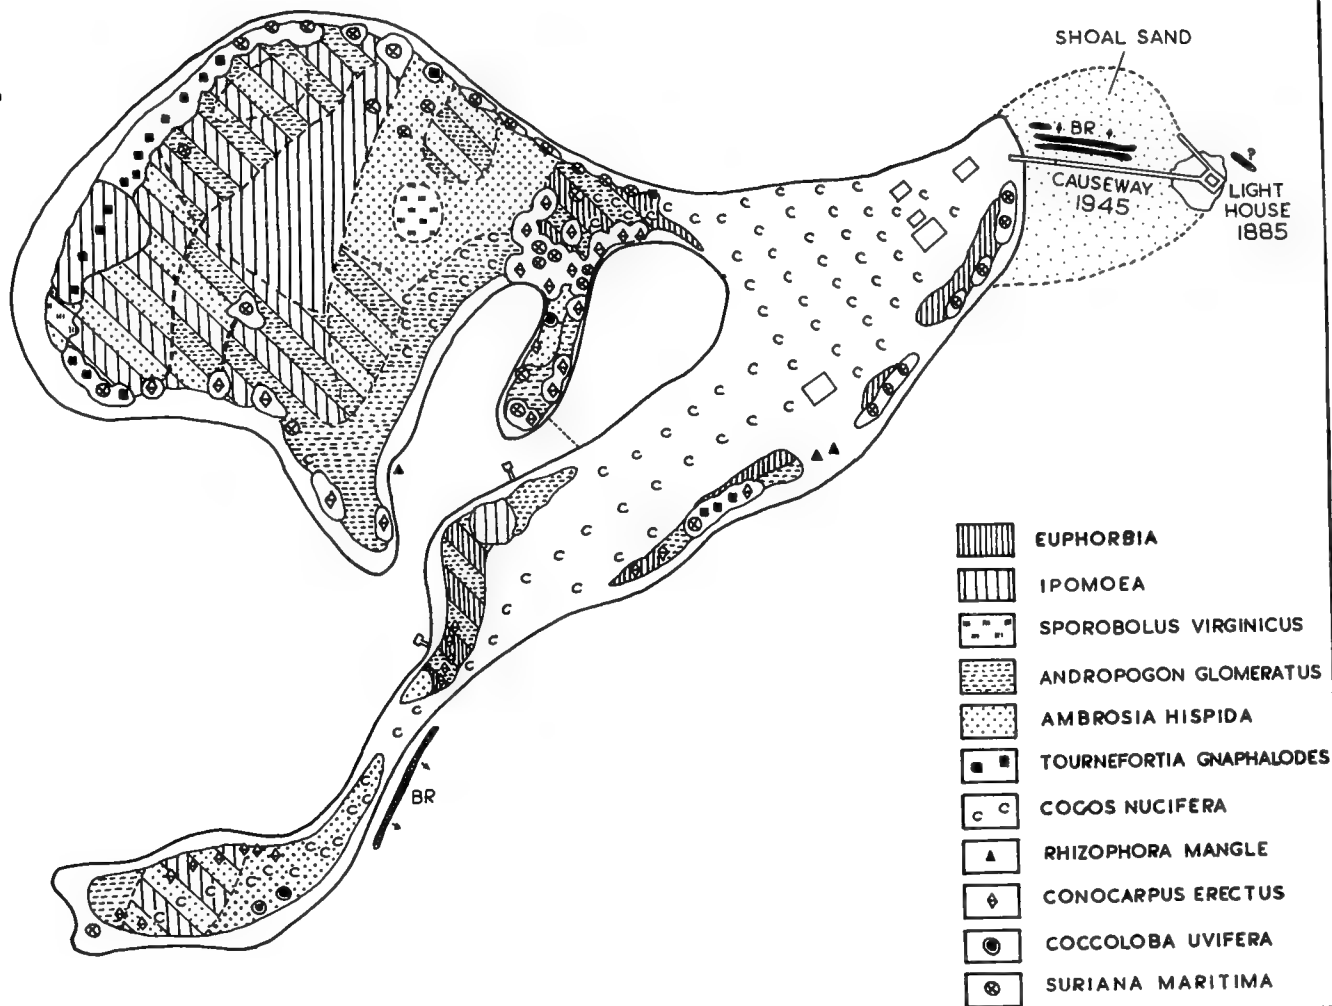 SHOAL SAND
BR
?
CAUSEWAY
1945
LIGHT
HOUSE
1885
BR
EUPHORBIA
IPOMOEA
SPOROBOLUS VIRGINICUS
ANDROPOGON GLOMERATUS
AMBROSIA HISPIDA
TOURNEFORTIA GNAPHALODES
COCOS NUCIFERA
RHIZOPHORA MANGLE
CONOCARPUS ERECTUS
COCCOLOBA UVIFERA
SURIANA MARITIMA